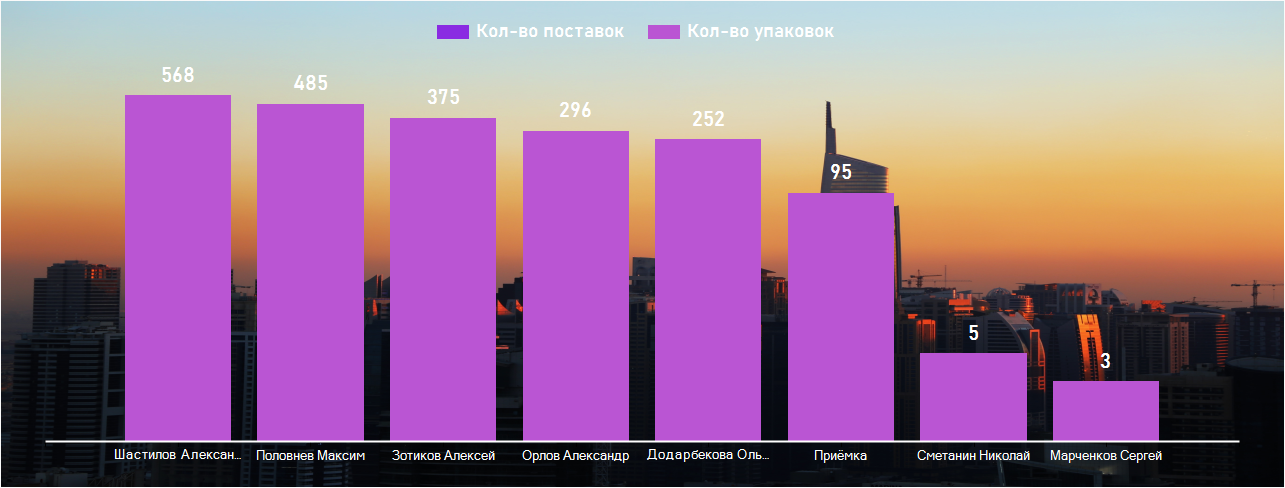 Кол-во поставок Кол-во упаковок
568 485 375 296 252 95 5 3
Шастилов Алексан... Половнев Максим Зотиков Алексей Орлов Александр Додарбекова Оль... Приёмка Сметанин Николай Марченков Сергей